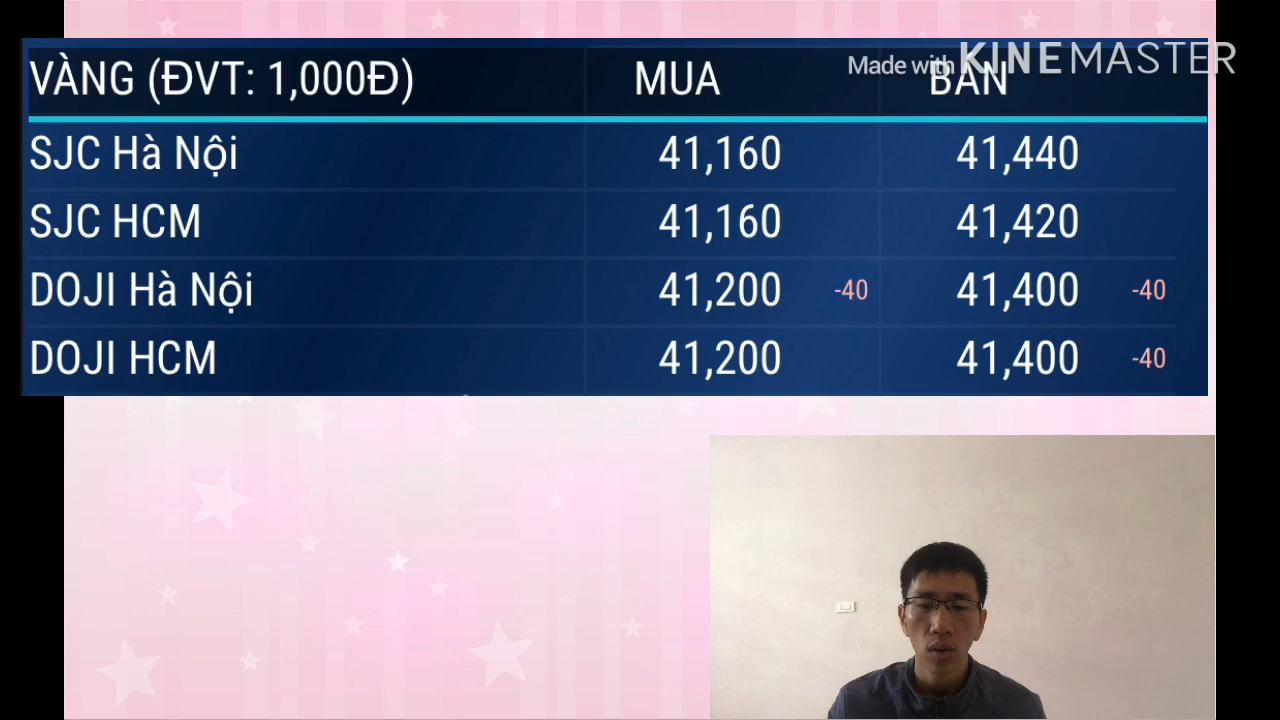 Made with KINEMASTER
VÀNG (ĐVT: 1,000Đ) MUA BÁN
SJC Hà Nội 41,160 41,440
SJC HCM 41,160 41,420
DOJI Hà Nội 41,200 -40 41,400 -40
DOJI HCM 41,200 41,400 -40